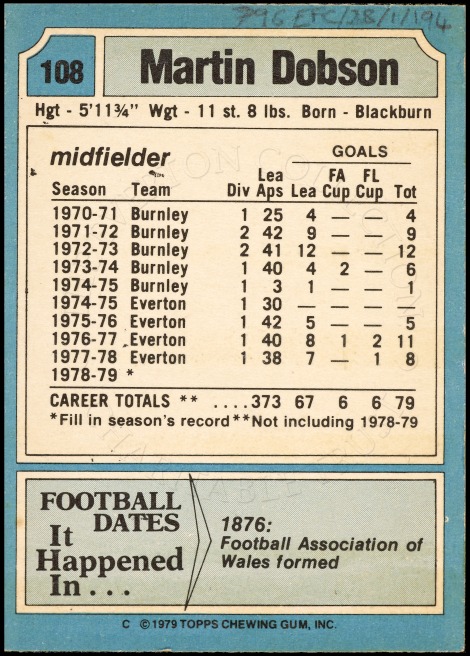 796 EFC/28/1/194
108 Martin Dobson
Hgt - 5'11¾" Wgt - 11 st. 8 lbs. Born - Blackburn
midfielder GOALS
Lea FA FL
Season Team Div Aps Lea Cup Cup Tot
1970-71 Burnley 1 25 4 — — 4
1971-72 Burnley 2 42 9 — — 9
1972-73 Burnley 2 41 12 — — 12
1973-74 Burnley 1 40 4 2 — 6
1974-75 Burnley 1 3 1 — — 1
1974-75 Everton 1 30 — — — —
1975-76 Everton 1 42 5 — — 5
1976-77 Everton 1 40 8 1 2 11
1977-78 Everton 1 38 7 — 1 8
1978-79 *
CAREER TOTALS ** ....373 67 6 6 79
*Fill in season's record **Not including 1978-79
FOOTBALL
DATES
It
Happened
In . . .
1876:
Football Association of
Wales formed
C © 1979 TOPPS CHEWING GUM, INC.